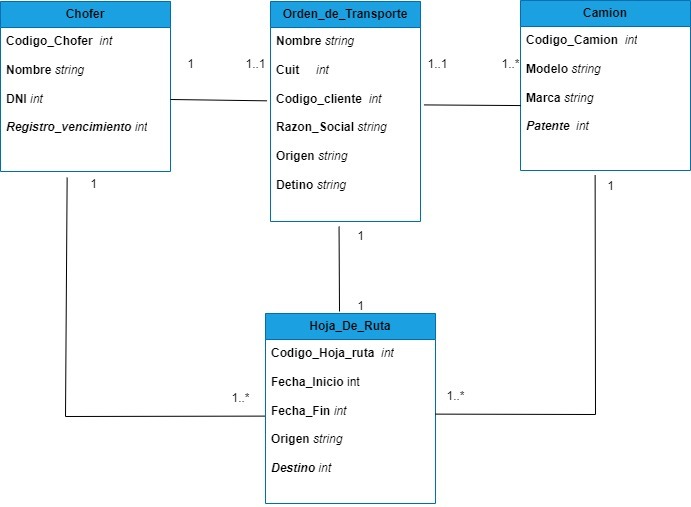 Chofer
Codigo_Chofer int
Nombre string
DNI int
Registro_vencimiento int
1
1..1
Orden_de_Transporte
Nombre string
Cuit int
Codigo_cliente int
Razon_Social string
Origen string
Detino string
1..1
1..*
Camion
Codigo_Camion int
Modelo string
Marca string
Patente int
1
1
1
1
Hoja_De_Ruta
Codigo_Hoja_ruta int
Fecha_Inicio int
Fecha_Fin int
Origen string
Destino int
1..*
1..*